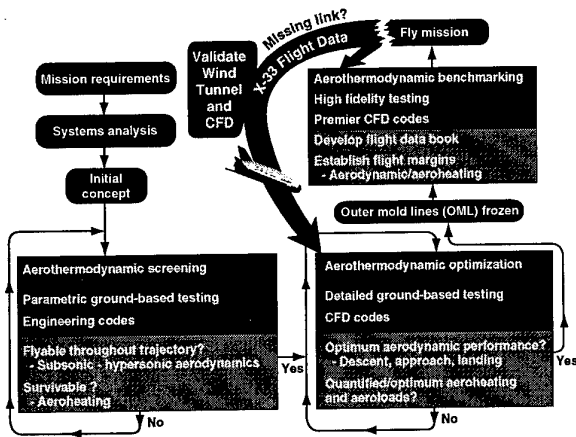 Mission requirements
Systems analysis
Initial
concept
Aerothermodynamic screening
Parametric ground-based testing
Engineering codes
Flyable throughout trajectory?
- Subsonic - hypersonic aerodynamics
Survivable ?
- Aeroheating
No
Yes
Aerothermodynamic optimization
Detailed ground-based testing
CFD codes
Optimum aerodynamic performance?
- Descent, approach, landing
Quantified/optimum aeroheating
and aeroloads?
No
Yes
Outer mold lines (OML) frozen
Aerothermodynamic benchmarking
High fidelity testing
Premier CFD codes
Develop flight data book
Establish flight margins
- Aerodynamic/aeroheating
Fly mission
Missing link?
X-33 Flight Data
Validate
Wind
Tunnel
and
CFD